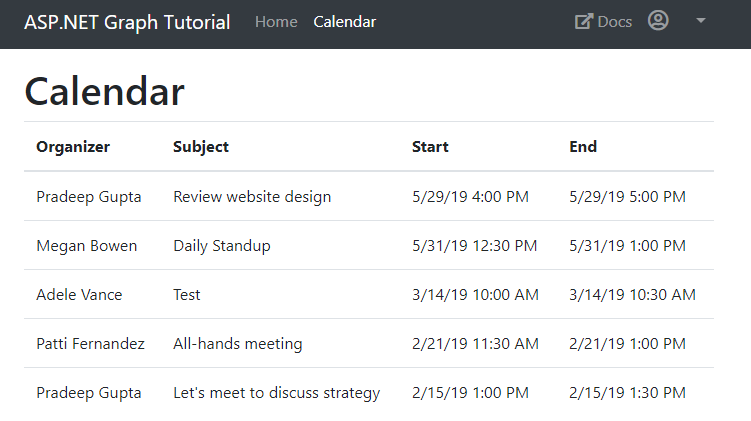 ASP.NET Graph Tutorial Home Calendar Docs
Calendar
Organizer Subject Start End
Pradeep Gupta Review website design 5/29/19 4:00 PM 5/29/19 5:00 PM
Megan Bowen Daily Standup 5/31/19 12:30 PM 5/31/19 1:00 PM
Adele Vance Test 3/14/19 10:00 AM 3/14/19 10:30 AM
Patti Fernandez All-hands meeting 2/21/19 11:30 AM 2/21/19 1:00 PM
Pradeep Gupta Let's meet to discuss strategy 2/15/19 1:00 PM 2/15/19 1:30 PM